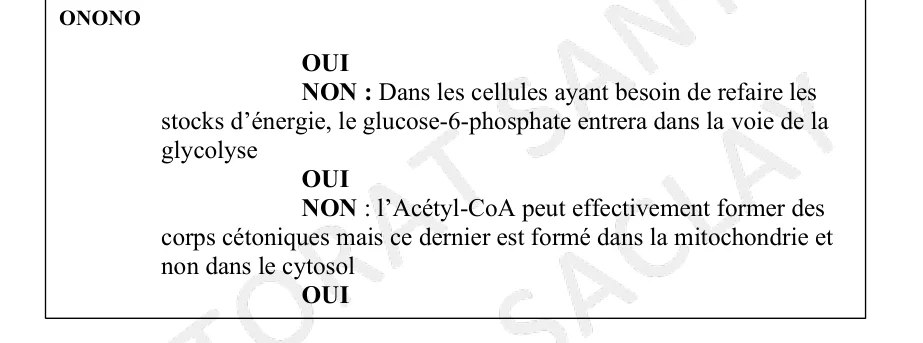 ONONO
OUI
NON : Dans les cellules ayant besoin de refaire les
stocks d'énergie, le glucose-6-phosphate entrera dans la voie de la
glycolyse
OUI
NON : l'Acétyl-CoA peut effectivement former des
corps cétoniques mais ce dernier est formé dans la mitochondrie et
non dans le cytosol
OUI